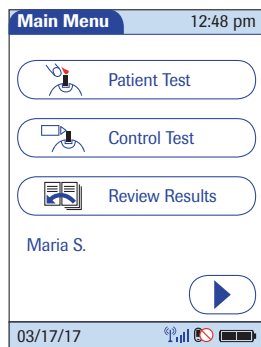 Main Menu 12:48 pm
Patient Test
Control Test
Review Results
Maria S.
03/17/17